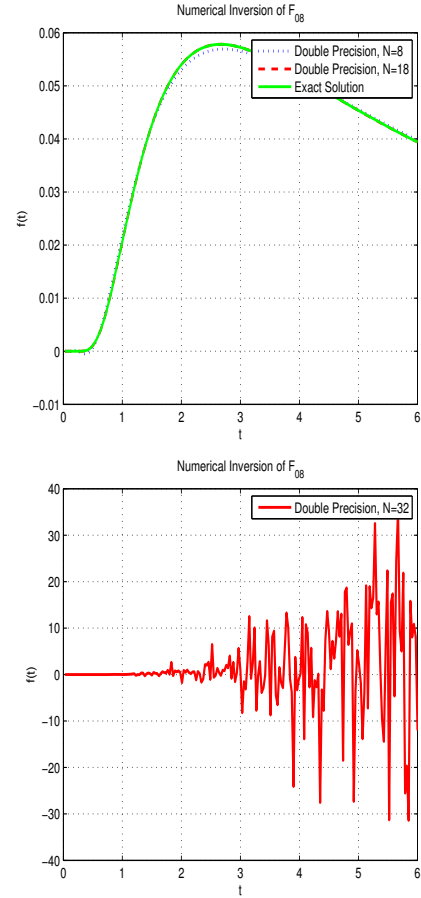 Numerical Inversion of F08
0.06
0.05
0.04
0.03
0.02
0.01
0
−0.01
f(t)
Double Precision, N=8
Double Precision, N=18
Exact Solution
0 1 2 3 4 5 6
t
Numerical Inversion of F08
40
30
20
10
0
−10
−20
−30
−40
f(t)
Double Precision, N=32
0 1 2 3 4 5 6
t